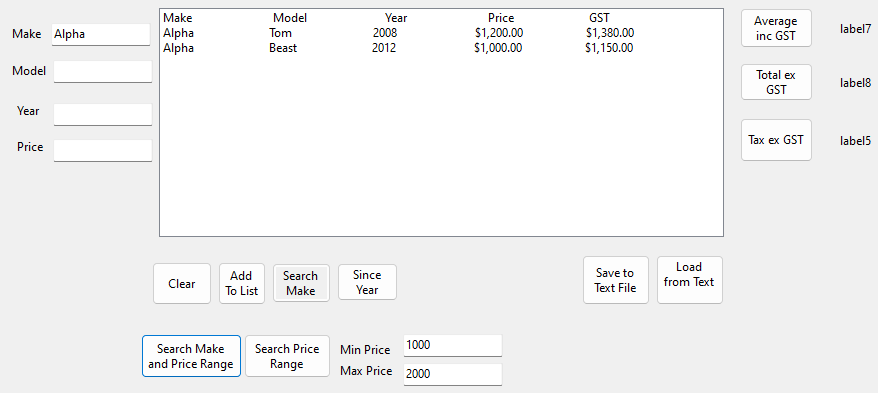 Make Alpha
Model
Year
Price
Make Model Year Price GST
Alpha Tom 2008 $1,200.00 $1,380.00
Alpha Beast 2012 $1,000.00 $1,150.00
Average
inc GST
label7
Total ex
GST
label8
Tax ex GST
label5
Clear
Add
To List
Search
Make
Since
Year
Save to
Text File
Load
from Text
Search Make
and Price Range
Search Price
Range
Min Price 1000
Max Price 2000